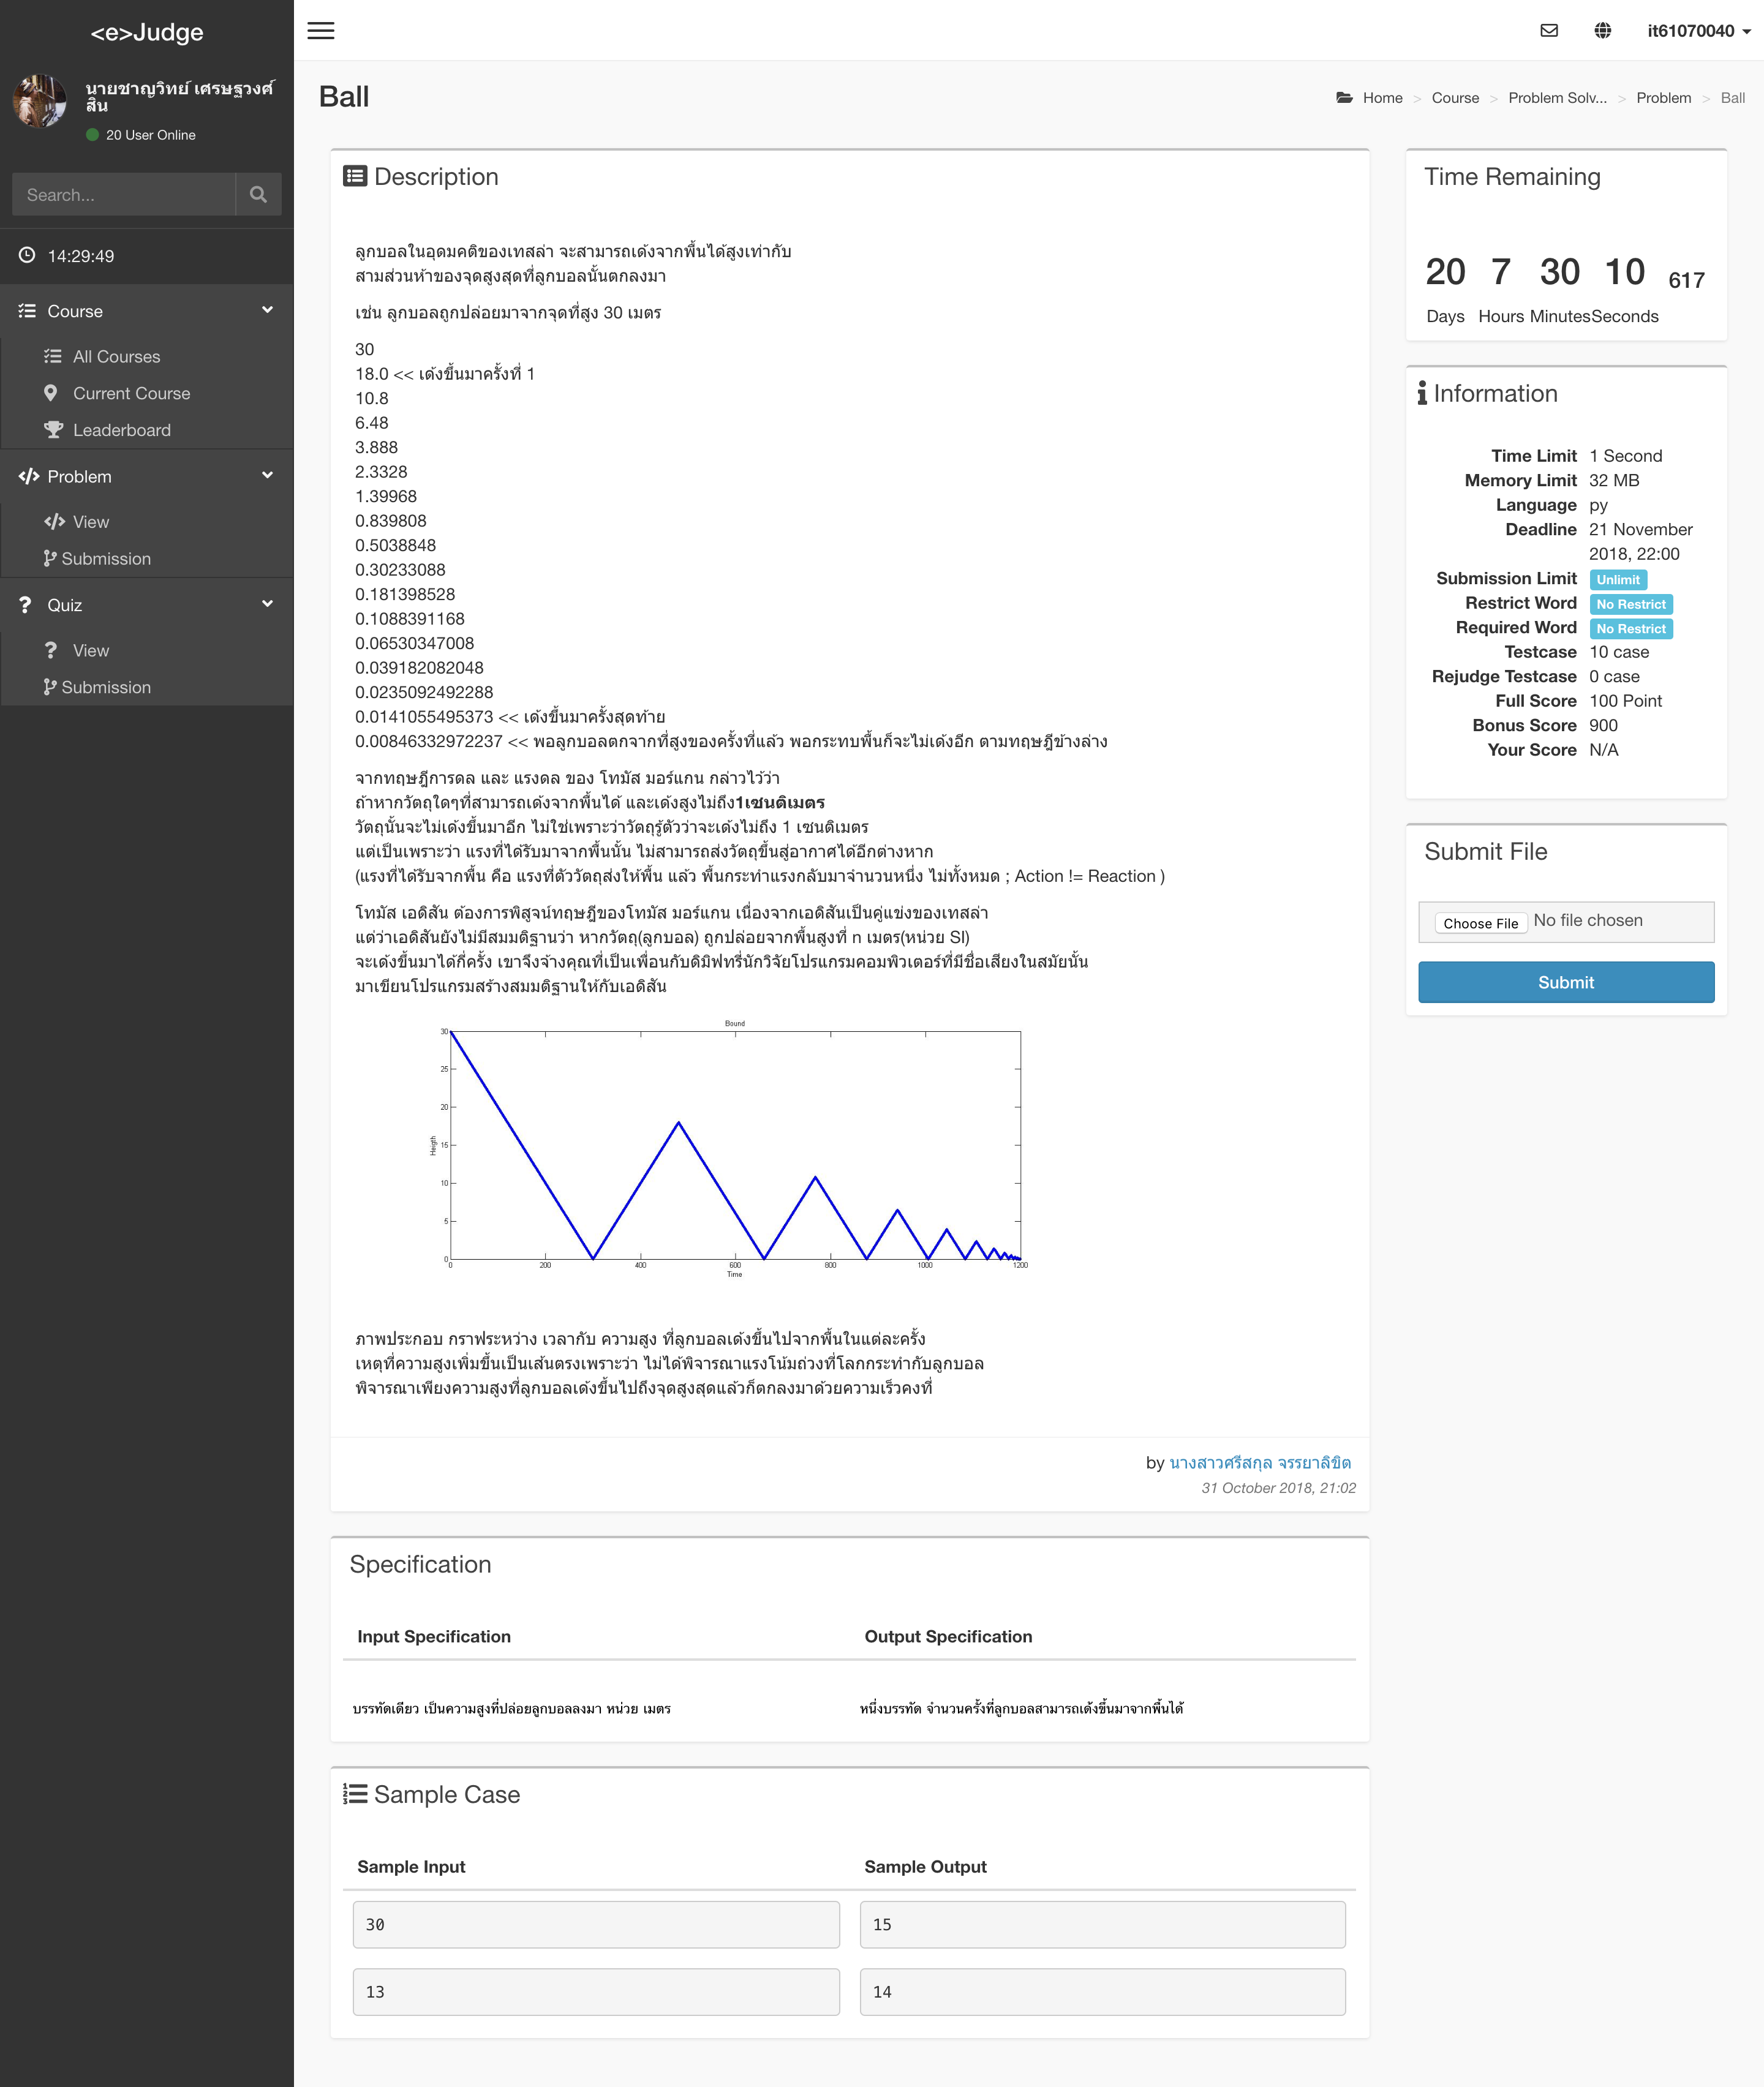 <e>Judge
นายชาญวิทย์ เศรษฐวงศ์
สิน
20 User Online
Search...
14:29:49
Course
All Courses
Current Course
Leaderboard
Problem
View
Submission
Quiz
View
Submission
it61070040
Ball
Home > Course > Problem Solv... > Problem > Ball
Description
ลูกบอลในอุดมคติของเทสล่า จะสามารถเด้งจากพื้นได้สูงเท่ากับ
สามส่วนห้าของจุดสูงสุดที่ลูกบอลนั้นตกลงมา
เช่น ลูกบอลถูกปล่อยมาจากจุดที่สูง 30 เมตร
30
18.0 << เด้งขึ้นมาครั้งที่ 1
10.8
6.48
3.888
2.3328
1.39968
0.839808
0.5038848
0.30233088
0.181398528
0.1088391168
0.06530347008
0.039182082048
0.0235092492288
0.0141055495373 << เด้งขึ้นมาครั้งสุดท้าย
0.00846332972237 << พอลูกบอลตกจากที่สูงของครั้งที่แล้ว พอกระทบพื้นก็จะไม่เด้งอีก ตามทฤษฎีข้างล่าง
จากทฤษฎีการดล และ แรงดล ของ โทมัส มอร์แกน กล่าวไว้ว่า
ถ้าหากวัตถุใดๆที่สามารถเด้งจากพื้นได้ และเด้งสูงไม่ถึง1เซนติเมตร
วัตถุนั้นจะไม่เด้งขึ้นมาอีก ไม่ใช่เพราะว่าวัตถุรู้ตัวว่าจะเด้งไม่ถึง 1 เซนติเมตร
แต่เป็นเพราะว่า แรงที่ได้รับมาจากพื้นนั้น ไม่สามารถส่งวัตถุขึ้นสู่อากาศได้อีกต่างหาก
(แรงที่ได้รับจากพื้น คือ แรงที่ตัววัตถุส่งให้พื้น แล้ว พื้นกระทำแรงกลับมาจำนวนหนึ่ง ไม่ทั้งหมด ; Action != Reaction )
โทมัส เอดิสัน ต้องการพิสูจน์ทฤษฎีของโทมัส มอร์แกน เนื่องจากเอดิสันเป็นคู่แข่งของเทสล่า
แต่ว่าเอดิสันยังไม่มีสมมติฐานว่า หากวัตถุ(ลูกบอล) ถูกปล่อยจากพื้นสูงที่ n เมตร(หน่วย SI)
จะเด้งขึ้นมาได้กี่ครั้ง เขาจึงจ้างคุณที่เป็นเพื่อนกับดิมิฟทรี่นักวิจัยโปรแกรมคอมพิวเตอร์ที่มีชื่อเสียงในสมัยนั้น
มาเขียนโปรแกรมสร้างสมมติฐานให้กับเอดิสัน
Bound
30
25
20
15
10
5
0
Heigth
0 200 400 600 800 1000 1200
Time
ภาพประกอบ กราฟระหว่าง เวลากับ ความสูง ที่ลูกบอลเด้งขึ้นไปจากพื้นในแต่ละครั้ง
เหตุที่ความสูงเพิ่มขึ้นเป็นเส้นตรงเพราะว่า ไม่ได้พิจารณาแรงโน้มถ่วงที่โลกกระทำกับลูกบอล
พิจารณาเพียงความสูงที่ลูกบอลเด้งขึ้นไปถึงจุดสูงสุดแล้วก็ตกลงมาด้วยความเร็วคงที่
by นางสาวศรีสกุล จรรยาลิขิต
31 October 2018, 21:02
Specification
Input Specification Output Specification
บรรทัดเดียว เป็นความสูงที่ปล่อยลูกบอลลงมา หน่วย เมตร หนึ่งบรรทัด จำนวนครั้งที่ลูกบอลสามารถเด้งขึ้นมาจากพื้นได้
Sample Case
Sample Input Sample Output
30 15
13 14
Time Remaining
20 7 30 10 617
Days Hours Minutes Seconds
Information
Time Limit 1 Second
Memory Limit 32 MB
Language py
Deadline 21 November
2018, 22:00
Submission Limit Unlimit
Restrict Word No Restrict
Required Word No Restrict
Testcase 10 case
Rejudge Testcase 0 case
Full Score 100 Point
Bonus Score 900
Your Score N/A
Submit File
Choose File No file chosen
Submit